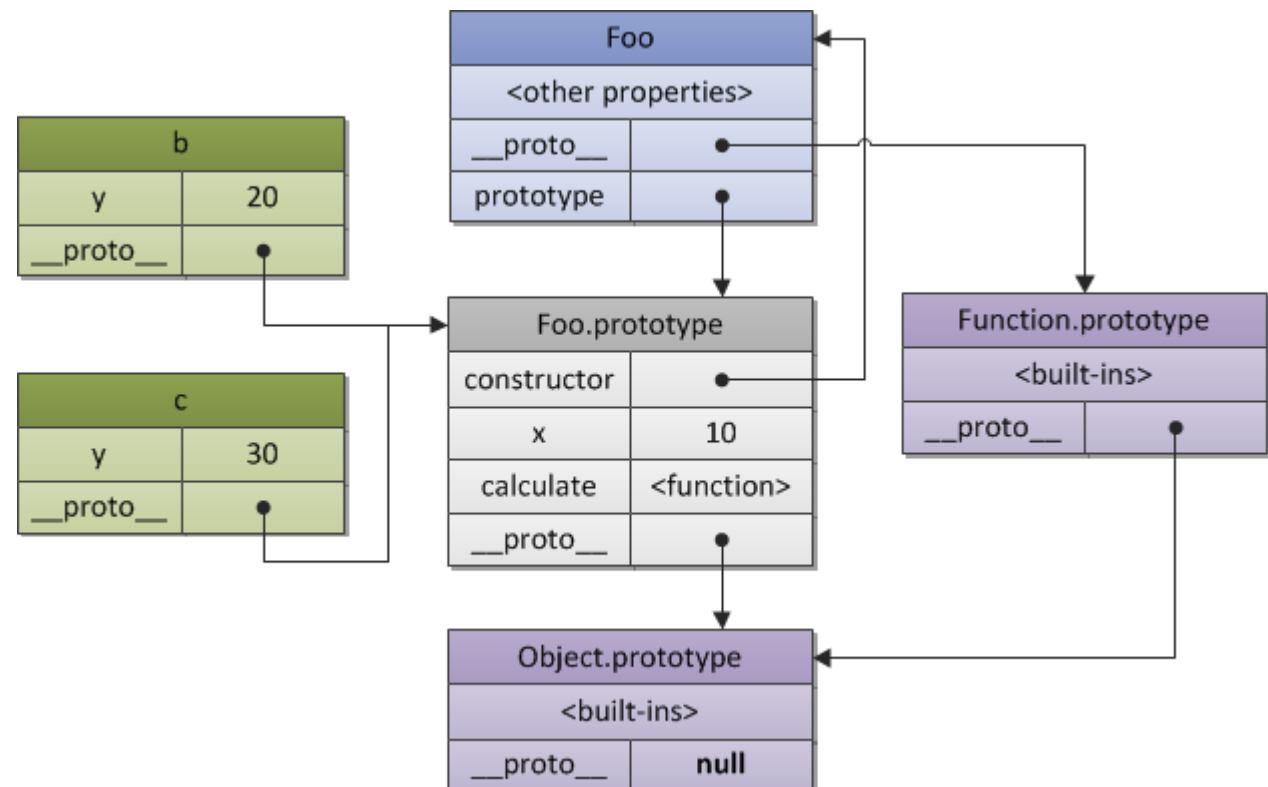 Foo
<other properties>
__proto__
prototype
b
y 20
__proto__
c
y 30
__proto__
Foo.prototype
constructor
x 10
calculate <function>
__proto__
Function.prototype
<built-ins>
__proto__
Object.prototype
<built-ins>
__proto__ null